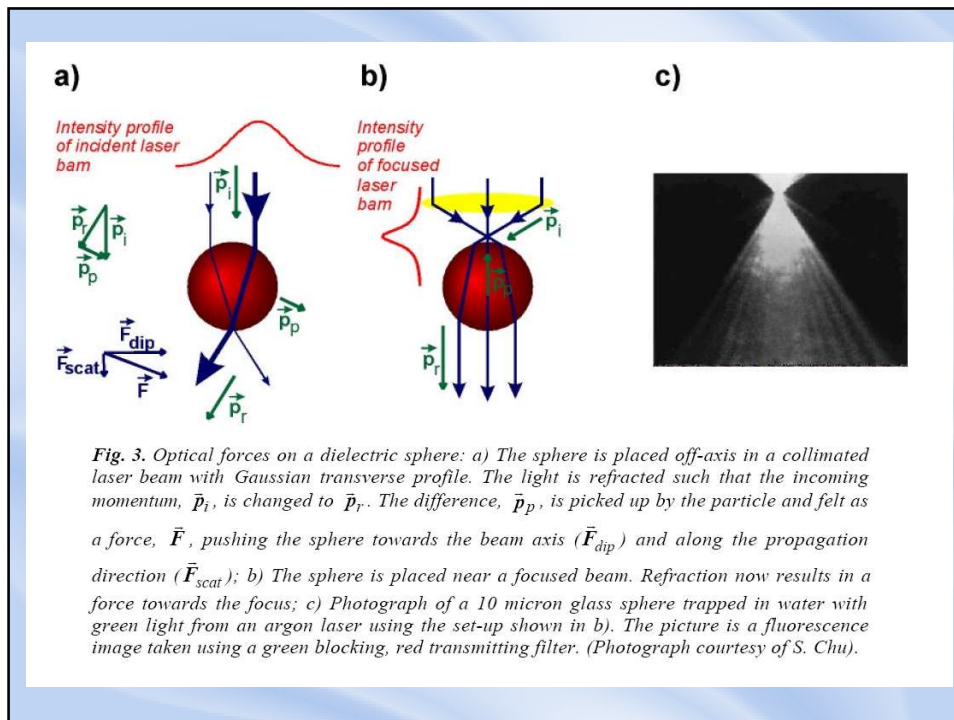 a)
b)
c)
Intensity profile
of incident laser
bam
Intensity
profile
of focused
laser
bam
p⃗i
p⃗r
p⃗i
p⃗p
p⃗p
p⃗r
F⃗dip
F⃗scat
F⃗
p⃗i
p⃗p
p⃗r
Fig. 3. Optical forces on a dielectric sphere: a) The sphere is placed off-axis in a collimated
laser beam with Gaussian transverse profile. The light is refracted such that the incoming
momentum, p⃗i, is changed to p⃗r. The difference, p⃗p, is picked up by the particle and felt as
a force, F⃗, pushing the sphere towards the beam axis (F⃗dip) and along the propagation
direction (F⃗scat); b) The sphere is placed near a focused beam. Refraction now results in a
force towards the focus; c) Photograph of a 10 micron glass sphere trapped in water with
green light from an argon laser using the set-up shown in b). The picture is a fluorescence
image taken using a green blocking, red transmitting filter. (Photograph courtesy of S. Chu).